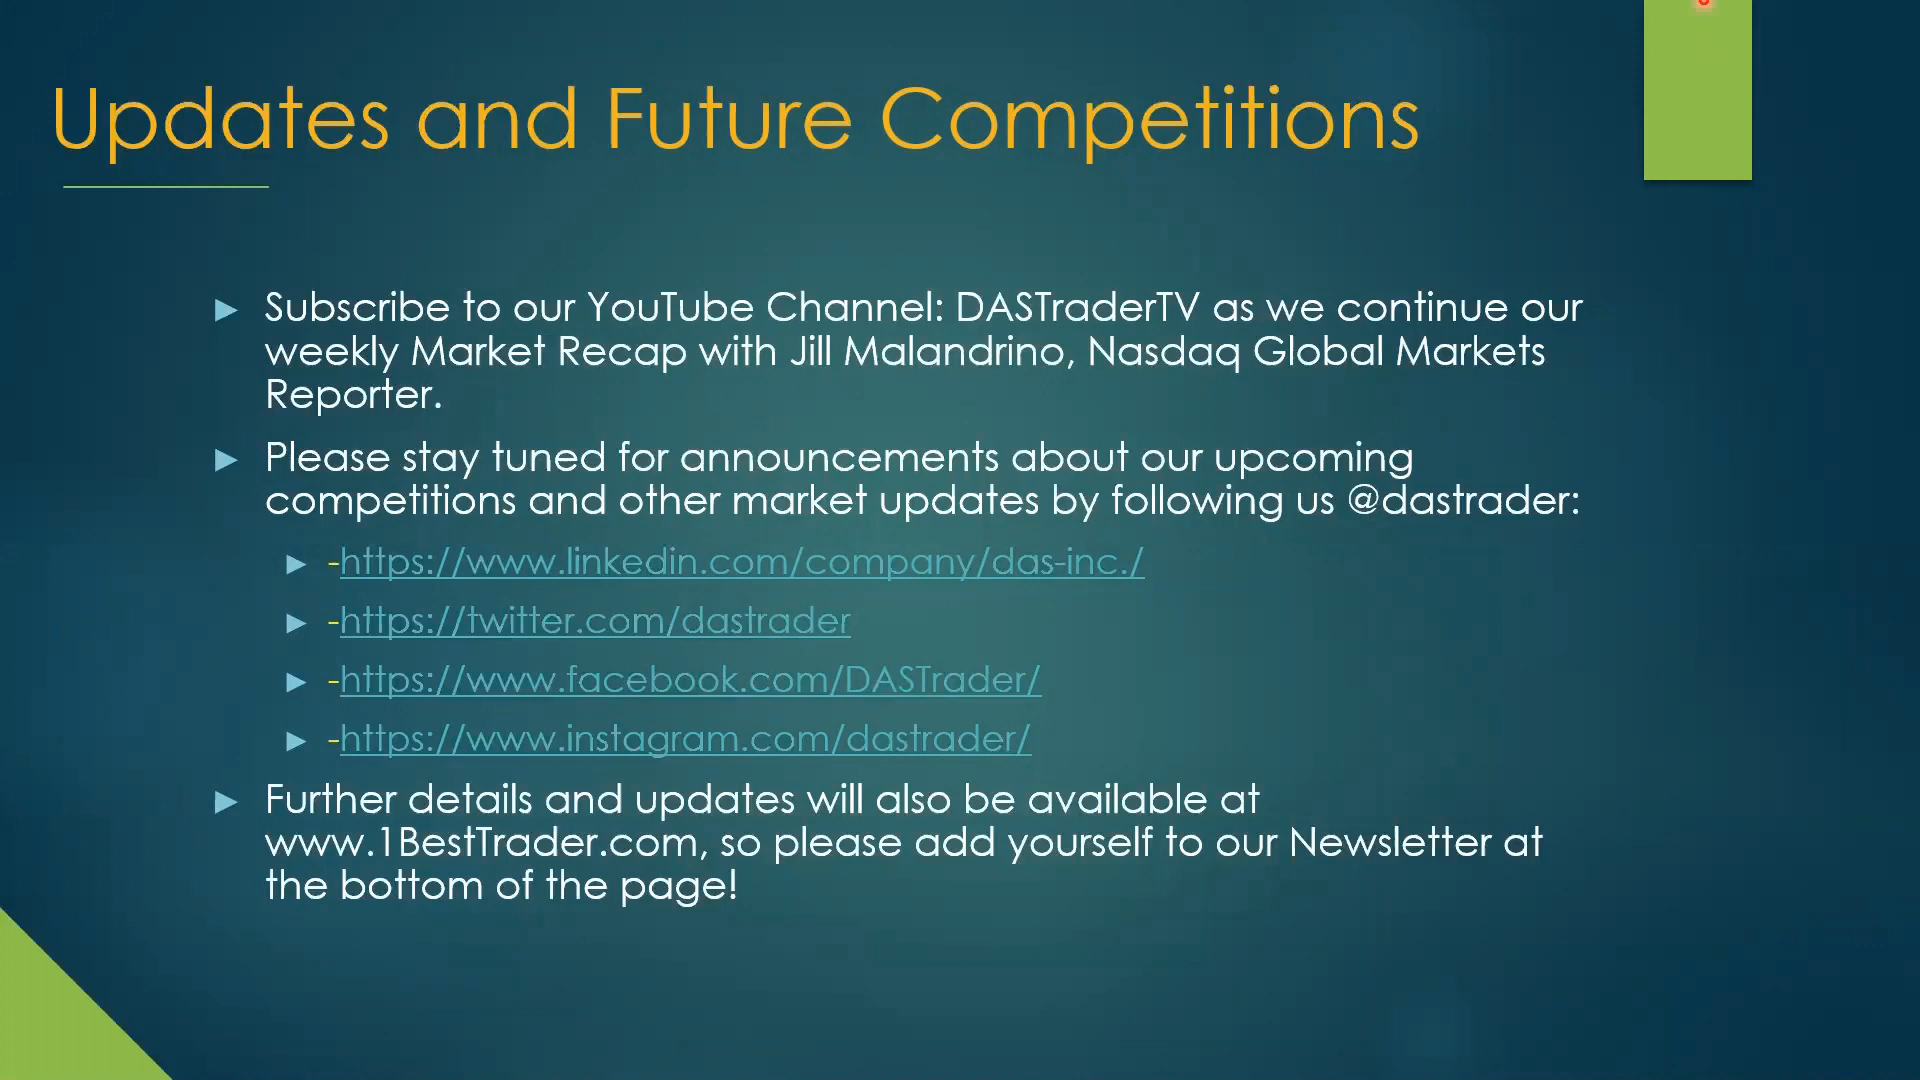 Updates and Future Competitions
► Subscribe to our YouTube Channel: DASTraderTV as we continue our
weekly Market Recap with Jill Malandrino, Nasdaq Global Markets
Reporter.
► Please stay tuned for announcements about our upcoming
competitions and other market updates by following us @dastrader:
► -https://www.linkedin.com/company/das-inc./
► -https://twitter.com/dastrader
► -https://www.facebook.com/DASTrader/
► -https://www.instagram.com/dastrader/
► Further details and updates will also be available at
www.1BestTrader.com, so please add yourself to our Newsletter at
the bottom of the page!